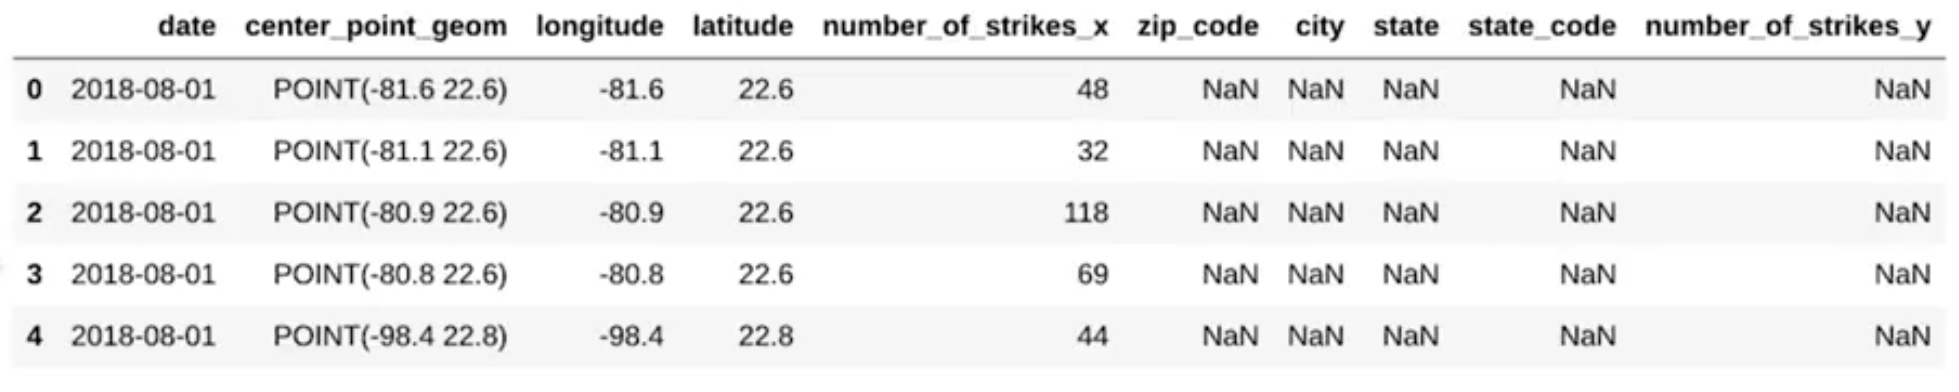 date center_point_geom longitude latitude number_of_strikes_x zip_code city state state_code number_of_strikes_y
0 2018-08-01 POINT(-81.6 22.6) -81.6 22.6 48 NaN NaN NaN NaN NaN
1 2018-08-01 POINT(-81.1 22.6) -81.1 22.6 32 NaN NaN NaN NaN NaN
2 2018-08-01 POINT(-80.9 22.6) -80.9 22.6 118 NaN NaN NaN NaN NaN
3 2018-08-01 POINT(-80.8 22.6) -80.8 22.6 69 NaN NaN NaN NaN NaN
4 2018-08-01 POINT(-98.4 22.8) -98.4 22.8 44 NaN NaN NaN NaN NaN